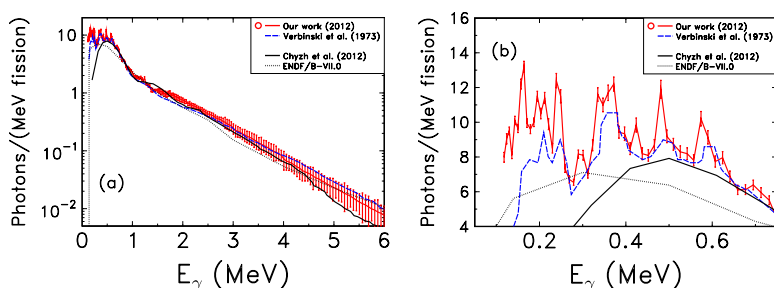 Photons/(MeV fission)
10
1
10⁻¹
10⁻²
Our work (2012)
Verbinski et al. (1973)
Chyzh et al. (2012)
ENDF/B-VII.0
(a)
0 1 2 3 4 5 6
Eγ (MeV)
Photons/(MeV fission)
16
14
12
10
8
6
4
(b)
Our work (2012)
Verbinski et al. (1973)
Chyzh et al. (2012)
ENDF/B-VII.0
0.2 0.4 0.6
Eγ (MeV)